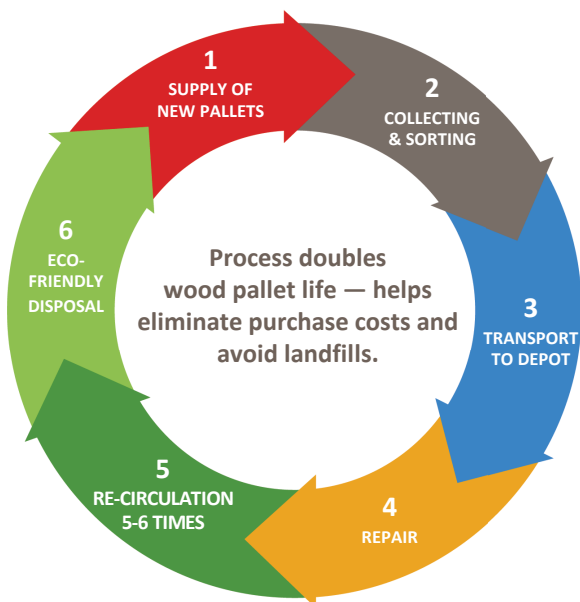 1
SUPPLY OF
NEW PALLETS
2
COLLECTING
& SORTING
3
TRANSPORT
TO DEPOT
4
REPAIR
5
RE-CIRCULATION
5-6 TIMES
6
ECO-
FRIENDLY
DISPOSAL
Process doubles
wood pallet life — helps
eliminate purchase costs and
avoid landfills.